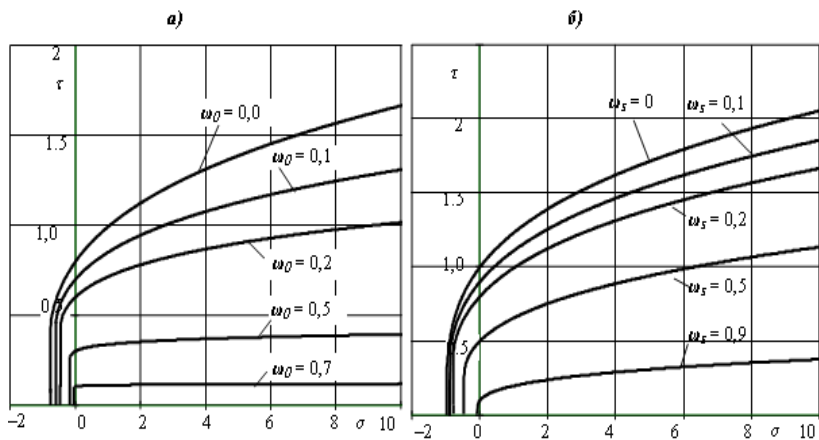 а)
2
τ
1.5
1,0
0,5
ω0 = 0,0
ω0 = 0,1
ω0 = 0,2
ω0 = 0,5
ω0 = 0,7
−2 0 2 4 6 8 σ 10
б)
τ
2
1.5
1,0
0.5
ωs = 0
ωs = 0,1
ωs = 0,2
ωs = 0,5
ωs = 0,9
−2 0 2 4 6 8 σ 10